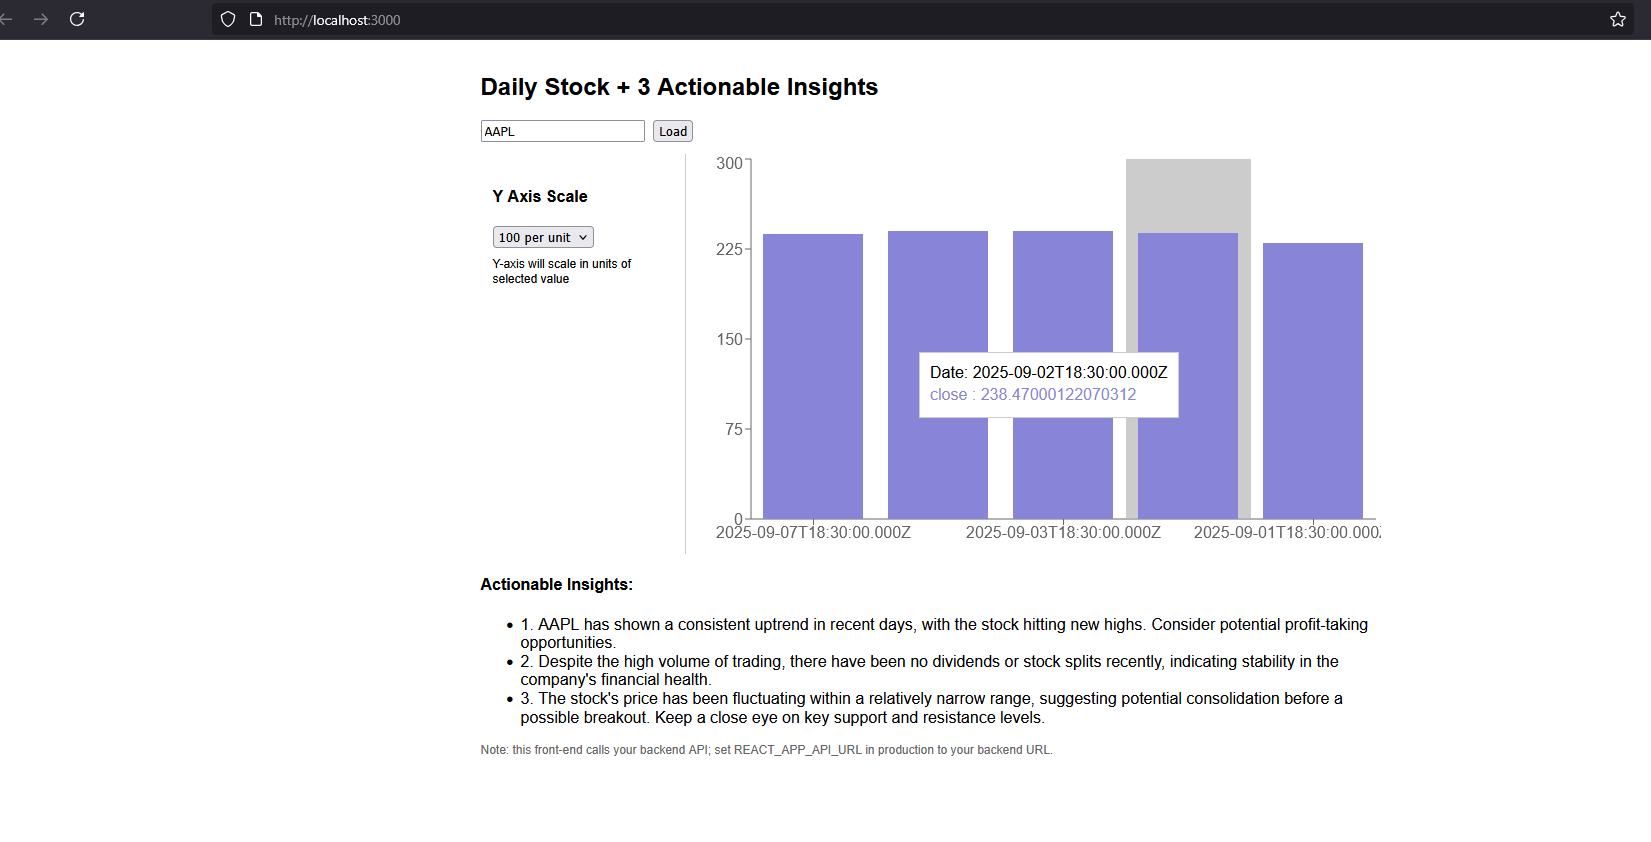 http://localhost:3000
Daily Stock + 3 Actionable Insights
AAPL Load
Y Axis Scale
100 per unit
Y-axis will scale in units of
selected value
300
225
150
75
0
Date: 2025-09-02T18:30:00.000Z
close : 238.47000122070312
2025-09-07T18:30:00.000Z 2025-09-03T18:30:00.000Z 2025-09-01T18:30:00.000
Actionable Insights:
• 1. AAPL has shown a consistent uptrend in recent days, with the stock hitting new highs. Consider potential profit-taking
opportunities.
• 2. Despite the high volume of trading, there have been no dividends or stock splits recently, indicating stability in the
company's financial health.
• 3. The stock's price has been fluctuating within a relatively narrow range, suggesting potential consolidation before a
possible breakout. Keep a close eye on key support and resistance levels.
Note: this front-end calls your backend API; set REACT_APP_API_URL in production to your backend URL.